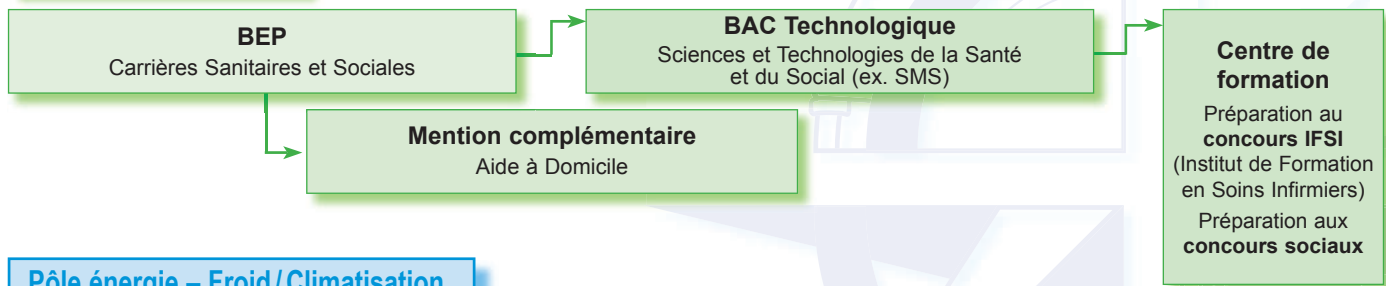 BEP
Carrières Sanitaires et Sociales
BAC Technologique
Sciences et Technologies de la Santé
et du Social (ex. SMS)
Mention complémentaire
Aide à Domicile
Centre de
formation
Préparation au
concours IFSI
(Institut de Formation
en Soins Infirmiers)
Préparation aux
concours sociaux
Pôle énergie – Froid / Climatisation